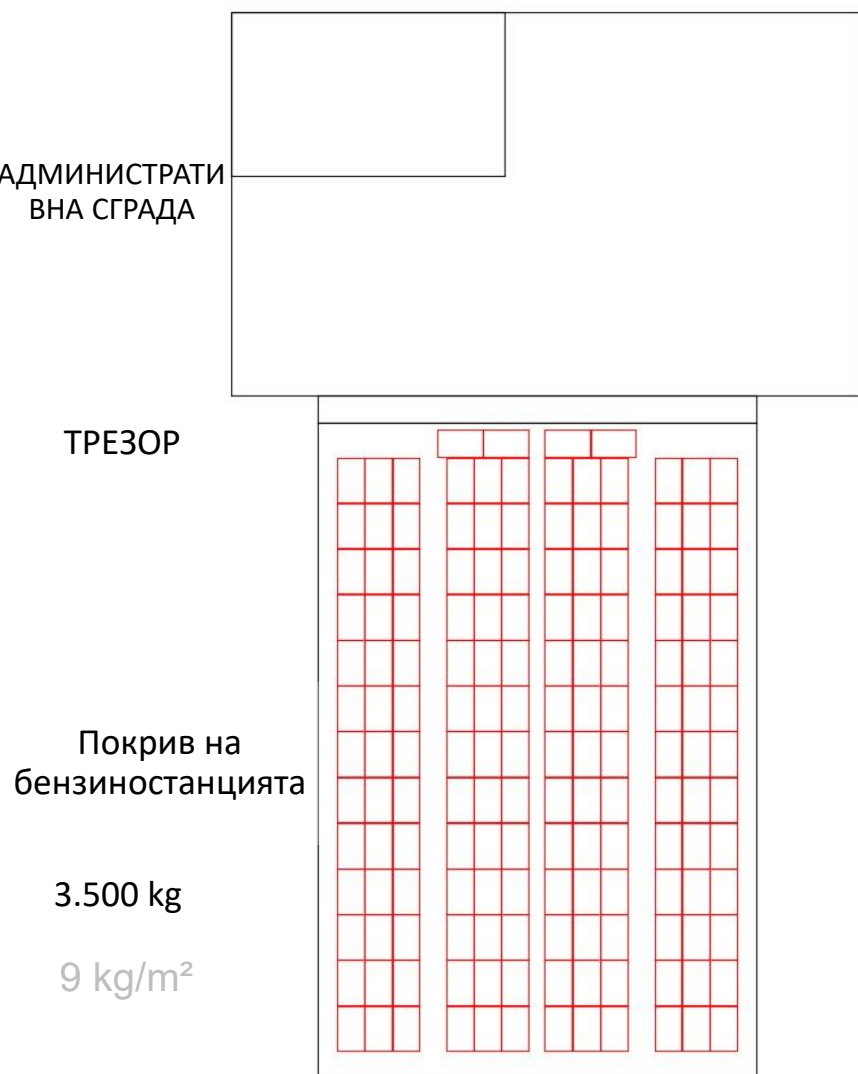 АДМИНИСТРАТИ
ВНА СГРАДА
ТРЕЗОР
Покрив на
бензиностанцията
3.500 kg
9 kg/m²